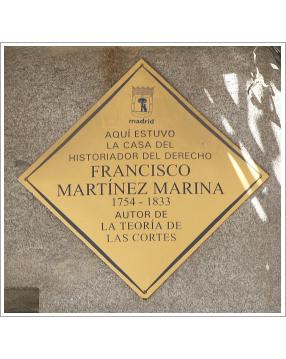 madrid
AQUÍ ESTUVO
LA CASA DEL
HISTORIADOR DEL DERECHO
FRANCISCO
MARTÍNEZ MARINA
1754 - 1833
AUTOR DE
LA TEORÍA DE
LAS CORTES